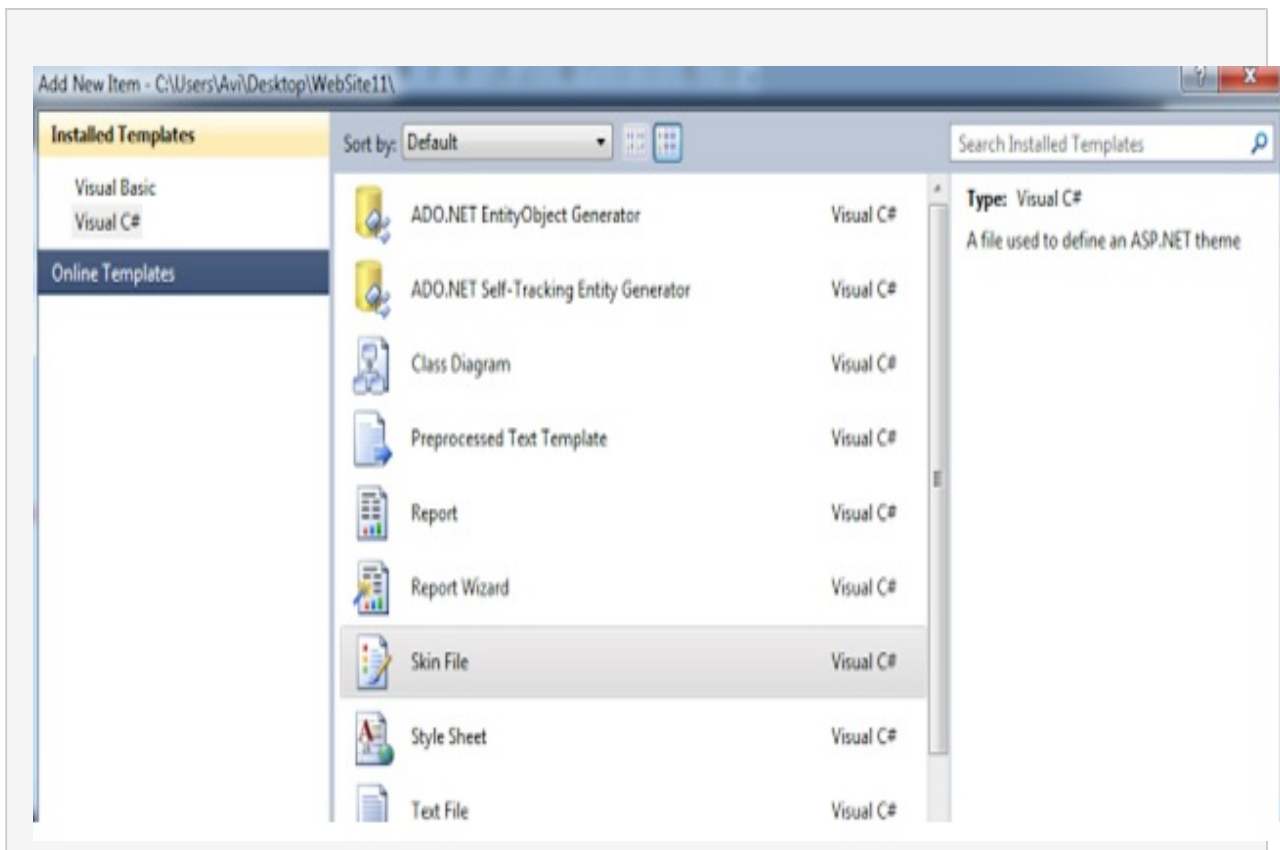 Add New Item - C:\Users\Avi\Desktop\WebSite11\
Installed Templates
Visual Basic
Visual C#
Online Templates
Sort by: Default
Search Installed Templates
ADO.NET EntityObject Generator Visual C#
ADO.NET Self-Tracking Entity Generator Visual C#
Class Diagram Visual C#
Preprocessed Text Template Visual C#
Report Visual C#
Report Wizard Visual C#
Skin File Visual C#
Style Sheet Visual C#
Text File Visual C#
Type: Visual C#
A file used to define an ASP.NET theme